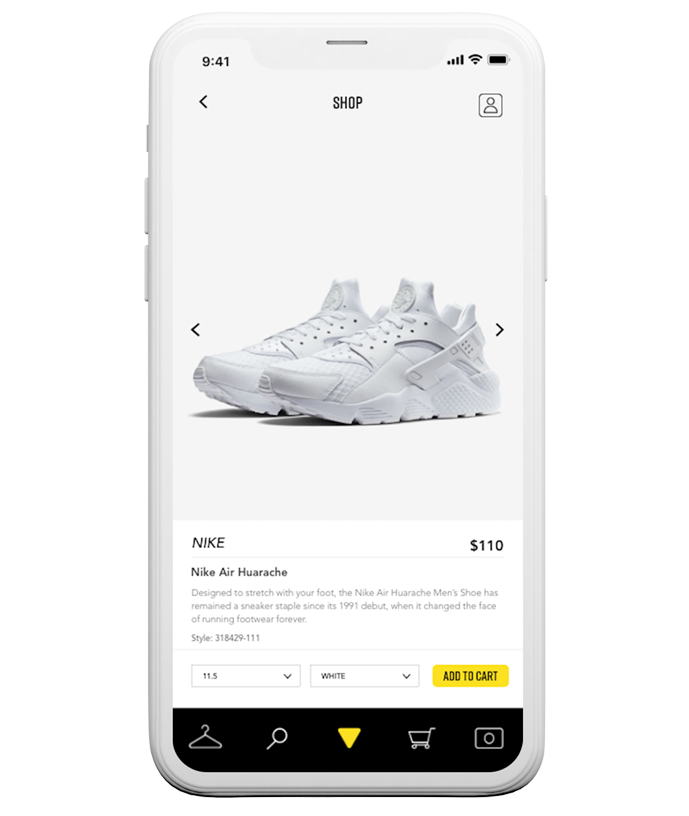 9:41
SHOP
NIKE
$110
Nike Air Huarache
Designed to stretch with your foot, the Nike Air Huarache Men's Shoe has
remained a sneaker staple since its 1991 debut, when it changed the face
of running footwear forever.
Style: 318429-111
11.5
WHITE
ADD TO CART